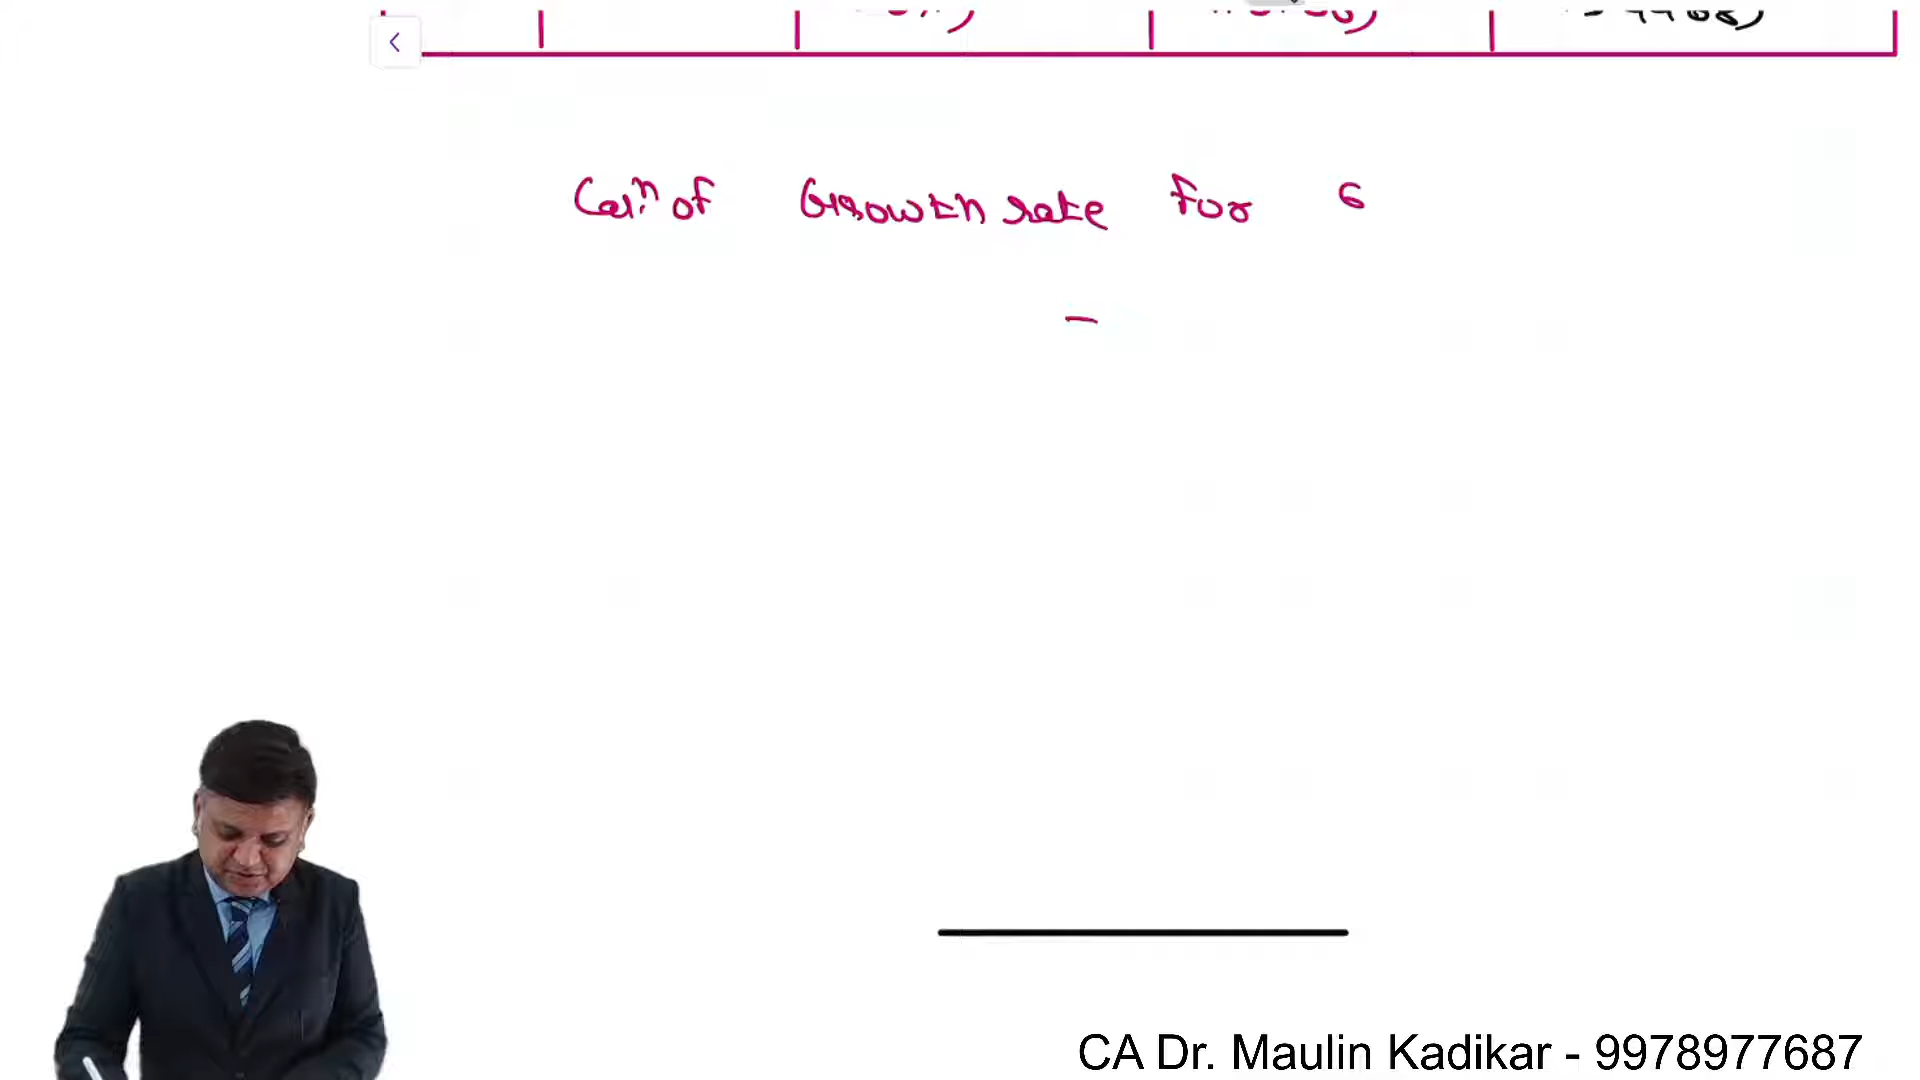 Caln of Growth rate for 6
CA Dr. Maulin Kadikar - 9978977687